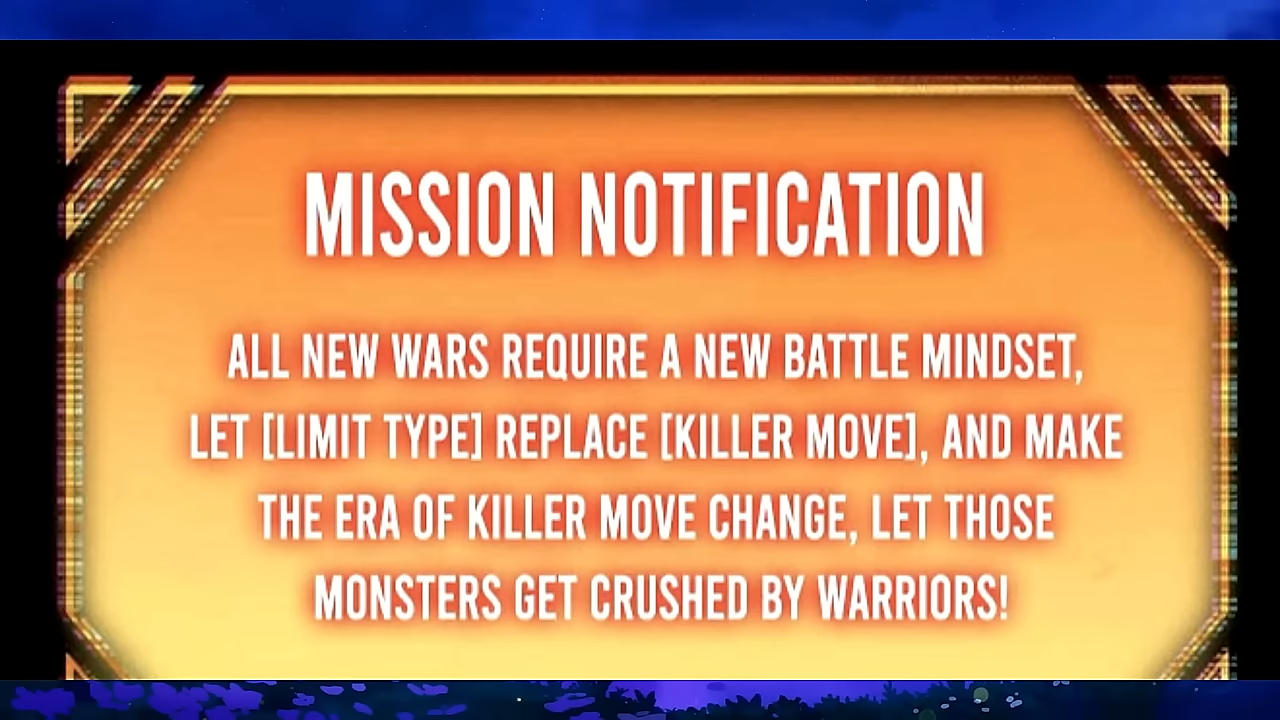 MISSION NOTIFICATION
ALL NEW WARS REQUIRE A NEW BATTLE MINDSET,
LET [LIMIT TYPE] REPLACE [KILLER MOVE], AND MAKE
THE ERA OF KILLER MOVE CHANGE, LET THOSE
MONSTERS GET CRUSHED BY WARRIORS!